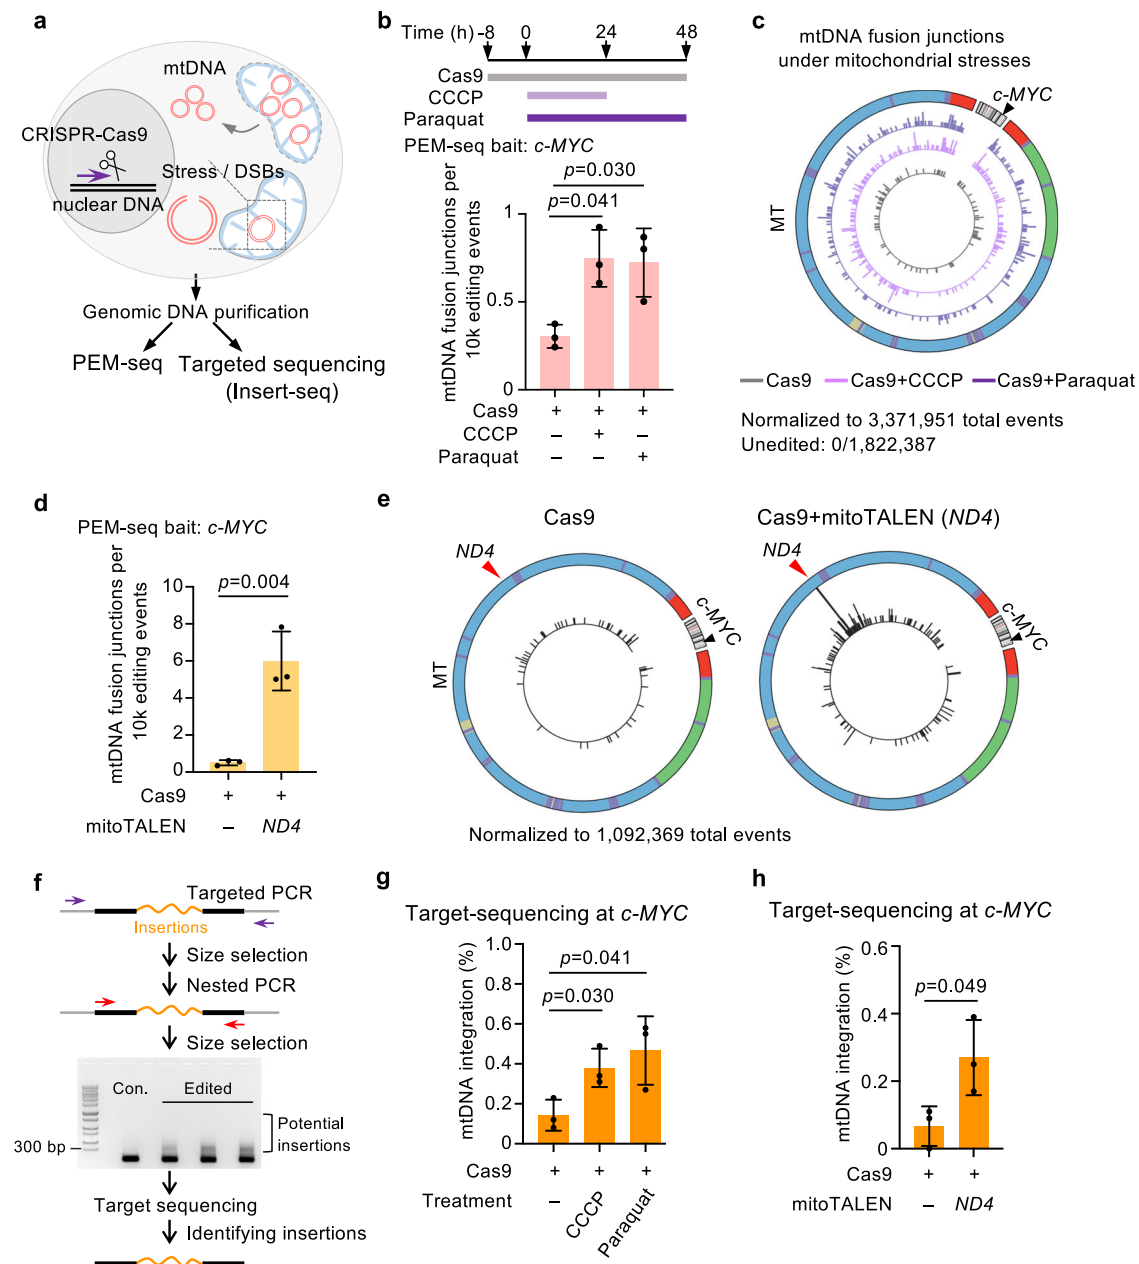 a
mtDNA
CRISPR-Cas9
Stress / DSBs
nuclear DNA
Genomic DNA purification
PEM-seq
Targeted sequencing
(Insert-seq)
b
Time (h)
-8
0
24
48
Cas9
CCCP
Paraquat
PEM-seq bait: c-MYC
p=0.030
p=0.041
mtDNA fusion junctions per
10k editing events
1
0.5
0
Cas9 + + +
CCCP – + –
Paraquat – – +
c
mtDNA fusion junctions
under mitochondrial stresses
c-MYC
MT
Cas9 Cas9+CCCP Cas9+Paraquat
Normalized to 3,371,951 total events
Unedited: 0/1,822,387
d
PEM-seq bait: c-MYC
mtDNA fusion junctions per
10k editing events
p=0.004
10
8
6
4
2
0
Cas9 + +
mitoTALEN – ND4
e
Cas9
ND4
c-MYC
MT
Cas9+mitoTALEN (ND4)
ND4
c-MYC
Normalized to 1,092,369 total events
f
Targeted PCR
Insertions
Size selection
Nested PCR
Size selection
Con.
Edited
Potential
insertions
300 bp
Target sequencing
Identifying insertions
g
Target-sequencing at c-MYC
mtDNA integration (%)
1.0
0.8
0.6
0.4
0.2
0
p=0.041
p=0.030
Cas9 + + +
Treatment – CCCP Paraquat
h
Target-sequencing at c-MYC
mtDNA integration (%)
0.6
0.4
0.2
0
p=0.049
Cas9 + +
mitoTALEN – ND4